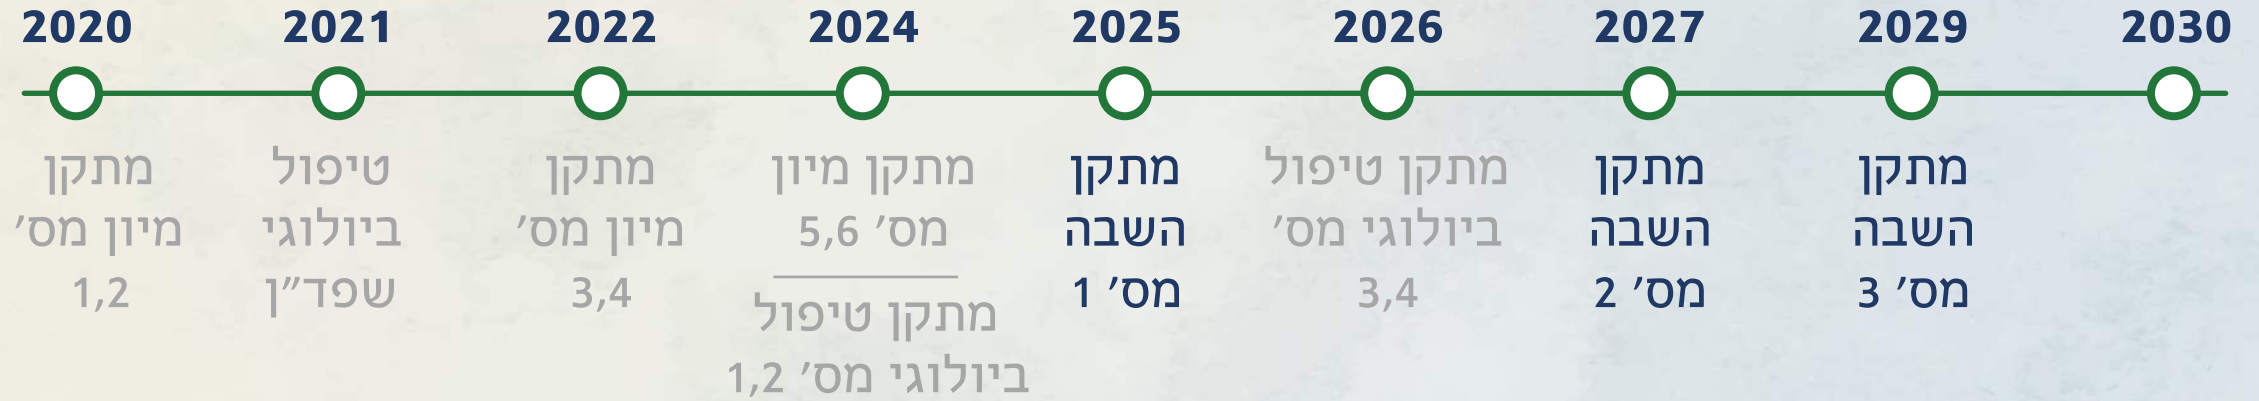 2020 2021 2022 2024 2025 2026 2027 2029 2030
מתקן
מיון מס׳
1,2
טיפול
ביולוגי
שפד״ן
מתקן
מיון מס׳
3,4
מתקן מיון
מס׳ 5,6
מתקן טיפול
ביולוגי מס׳ 1,2
מתקן
השבה
מס׳ 1
מתקן טיפול
ביולוגי מס׳
3,4
מתקן
השבה
מס׳ 2
מתקן
השבה
מס׳ 3